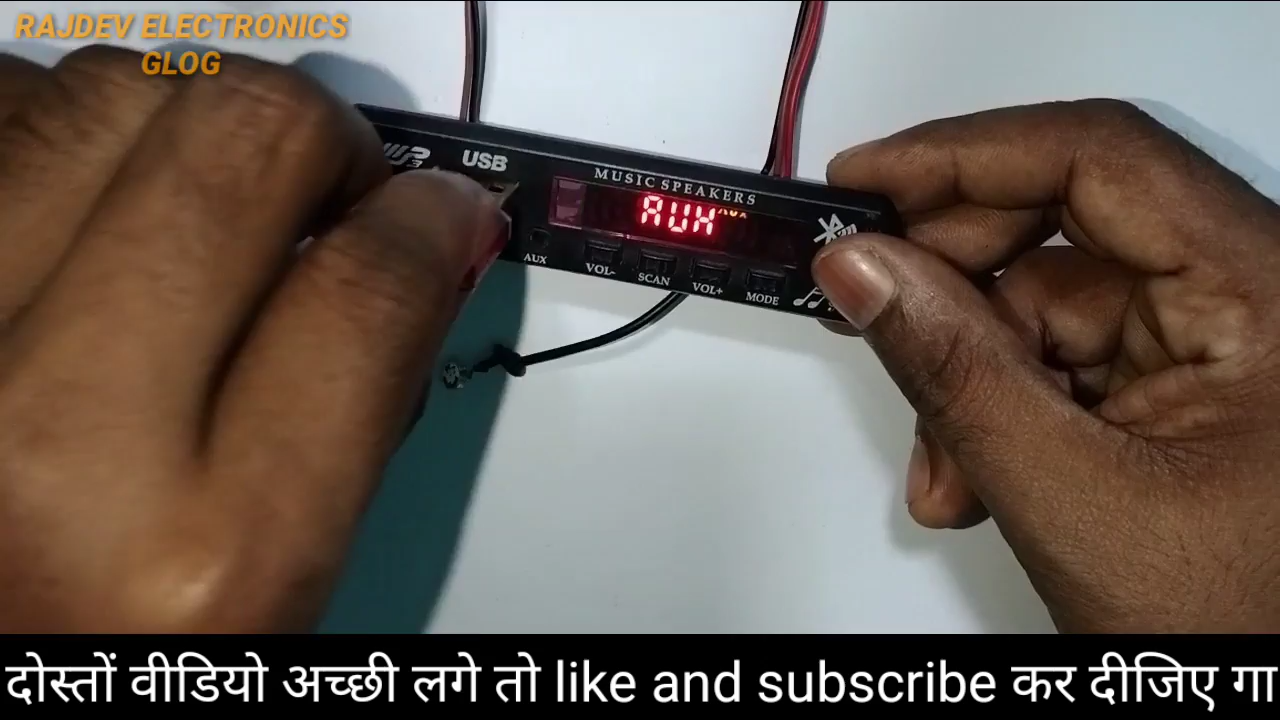 RAJDEV ELECTRONICS
GLOG
USB
MUSIC SPEAKERS
AUX
AUX
VOL-
SCAN
VOL+
MODE
दोस्तों वीडियो अच्छी लगे तो like and subscribe कर दीजिए गा